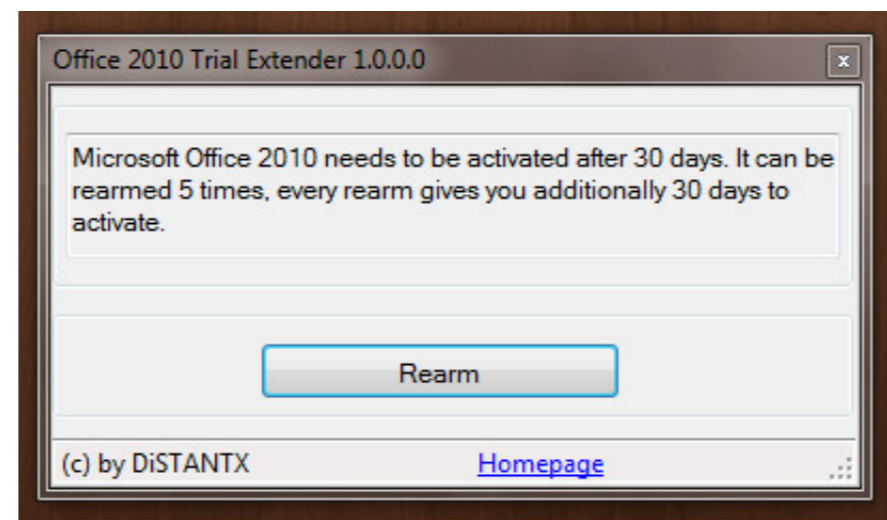 Office 2010 Trial Extender 1.0.0.0
x
Microsoft Office 2010 needs to be activated after 30 days. It can be
rearmed 5 times, every rearm gives you additionally 30 days to
activate.
Rearm
(c) by DiSTANTX
Homepage